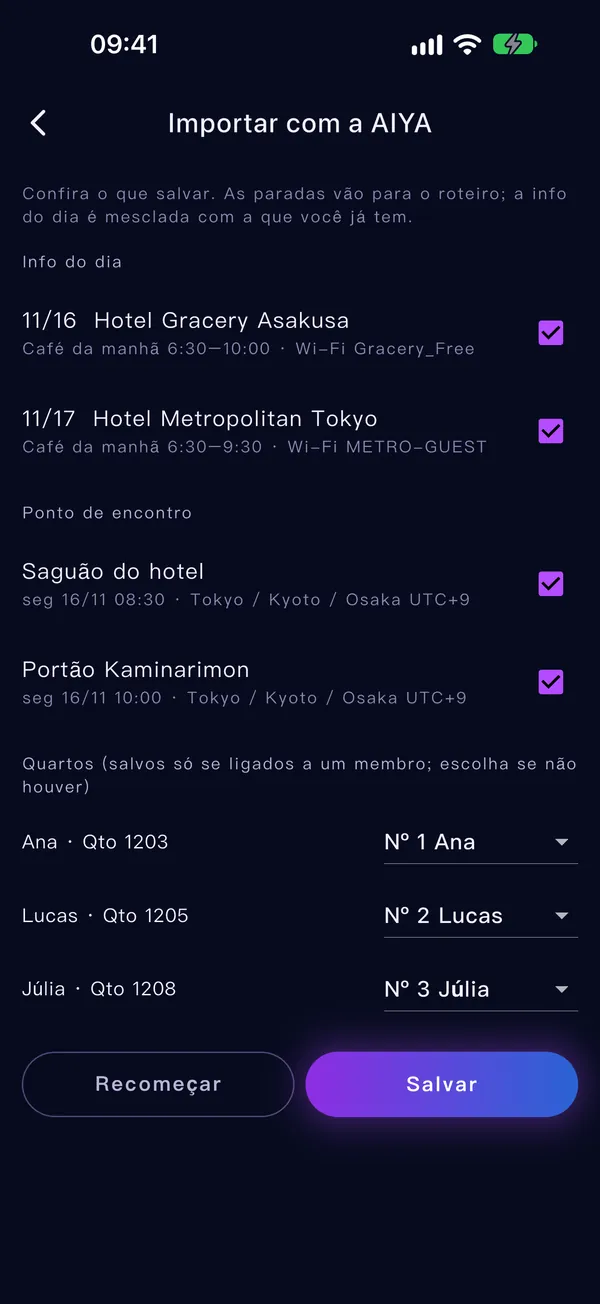 09:41
Importar com a AIYA
Confira o que salvar. As paradas vão para o roteiro; a info
do dia é mesclada com a que você já tem.
Info do dia
11/16 Hotel Gracery Asakusa
Café da manhã 6:30—10:00 · Wi-Fi Gracery_Free
11/17 Hotel Metropolitan Tokyo
Café da manhã 6:30—9:30 · Wi-Fi METRO-GUEST
Ponto de encontro
Saguão do hotel
seg 16/11 08:30 · Tokyo / Kyoto / Osaka UTC+9
Portão Kaminarimon
seg 16/11 10:00 · Tokyo / Kyoto / Osaka UTC+9
Quartos (salvos só se ligados a um membro; escolha se não
houver)
Ana · Qto 1203
Nº 1 Ana
Lucas · Qto 1205
Nº 2 Lucas
Júlia · Qto 1208
Nº 3 Júlia
Recomeçar
Salvar